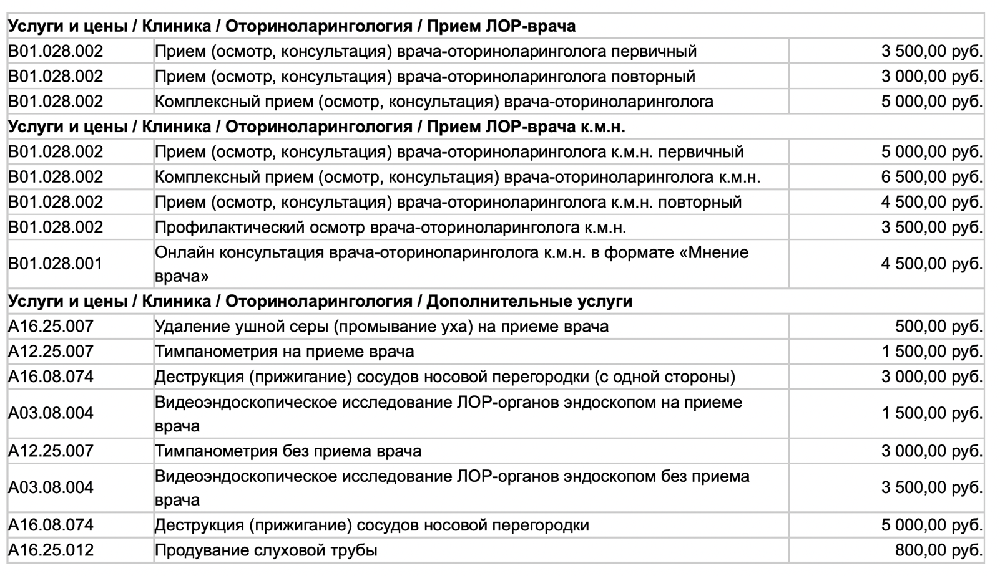 Услуги и цены / Клиника / Оториноларингология / Прием ЛОР-врача
B01.028.002 Прием (осмотр, консультация) врача-оториноларинголога первичный 3 500,00 руб.
B01.028.002 Прием (осмотр, консультация) врача-оториноларинголога повторный 3 000,00 руб.
B01.028.002 Комплексный прием (осмотр, консультация) врача-оториноларинголога 5 000,00 руб.
Услуги и цены / Клиника / Оториноларингология / Прием ЛОР-врача к.м.н.
B01.028.002 Прием (осмотр, консультация) врача-оториноларинголога к.м.н. первичный 5 000,00 руб.
B01.028.002 Комплексный прием (осмотр, консультация) врача-оториноларинголога к.м.н. 6 500,00 руб.
B01.028.002 Прием (осмотр, консультация) врача-оториноларинголога к.м.н. повторный 4 500,00 руб.
B01.028.002 Профилактический осмотр врача-оториноларинголога к.м.н. 3 500,00 руб.
B01.028.001 Онлайн консультация врача-оториноларинголога к.м.н. в формате «Мнение
врача» 4 500,00 руб.
Услуги и цены / Клиника / Оториноларингология / Дополнительные услуги
A16.25.007 Удаление ушной серы (промывание уха) на приеме врача 500,00 руб.
A12.25.007 Тимпанометрия на приеме врача 1 500,00 руб.
A16.08.074 Деструкция (прижигание) сосудов носовой перегородки (с одной стороны) 3 000,00 руб.
A03.08.004 Видеоэндоскопическое исследование ЛОР-органов эндоскопом на приеме
врача 1 500,00 руб.
A12.25.007 Тимпанометрия без приема врача 3 000,00 руб.
A03.08.004 Видеоэндоскопическое исследование ЛОР-органов эндоскопом без приема
врача 3 500,00 руб.
A16.08.074 Деструкция (прижигание) сосудов носовой перегородки 5 000,00 руб.
A16.25.012 Продувание слуховой трубы 800,00 руб.